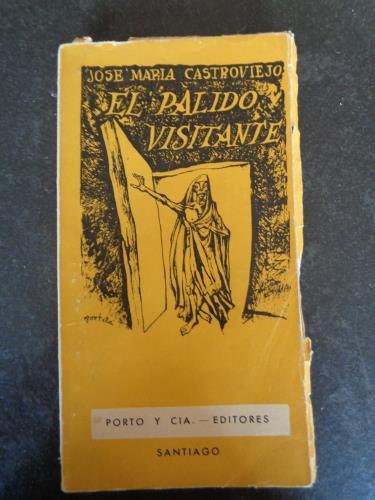 JOSE MARIA CASTROVIEJO
EL PALIDO
VISITANTE
PORTO Y CIA. — EDITORES
SANTIAGO